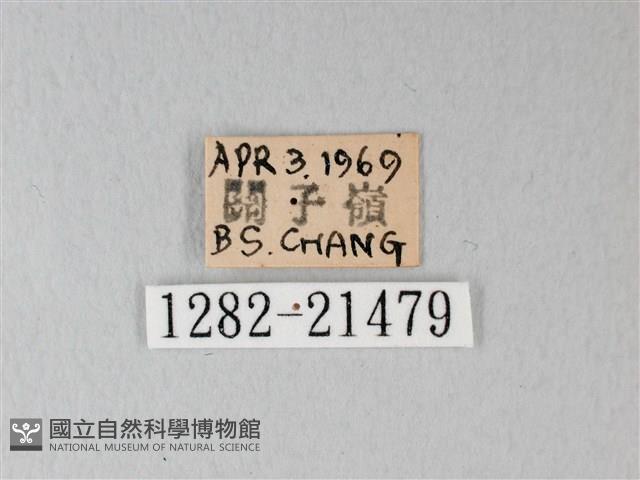 APR 3. 1969
關子嶺
B S. CHANG
1282-21479
國立自然科學博物館
NATIONAL MUSEUM OF NATURAL SCIENCE